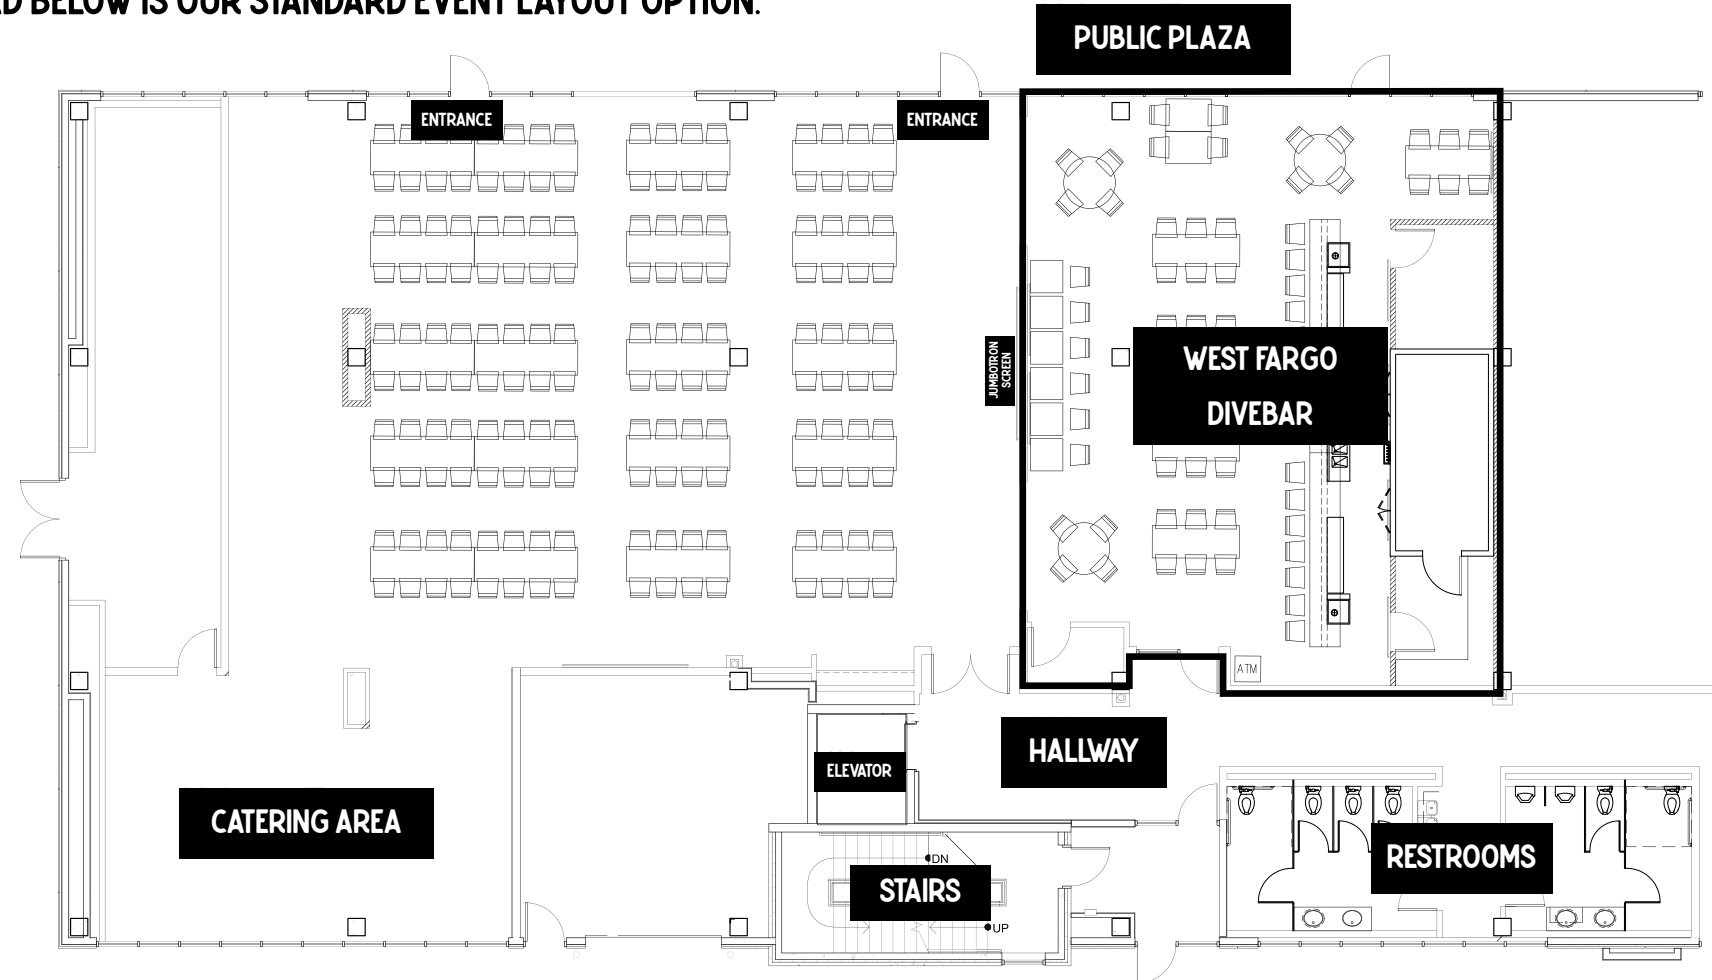 D BELOW IS OUR STANDARD EVENT LAYOUT OPTION.
PUBLIC PLAZA
ENTRANCE
ENTRANCE
JUMBOTRON
SCREEN
WEST FARGO
DIVEBAR
ATM
HALLWAY
ELEVATOR
CATERING AREA
RESTROOMS
DN
STAIRS
UP